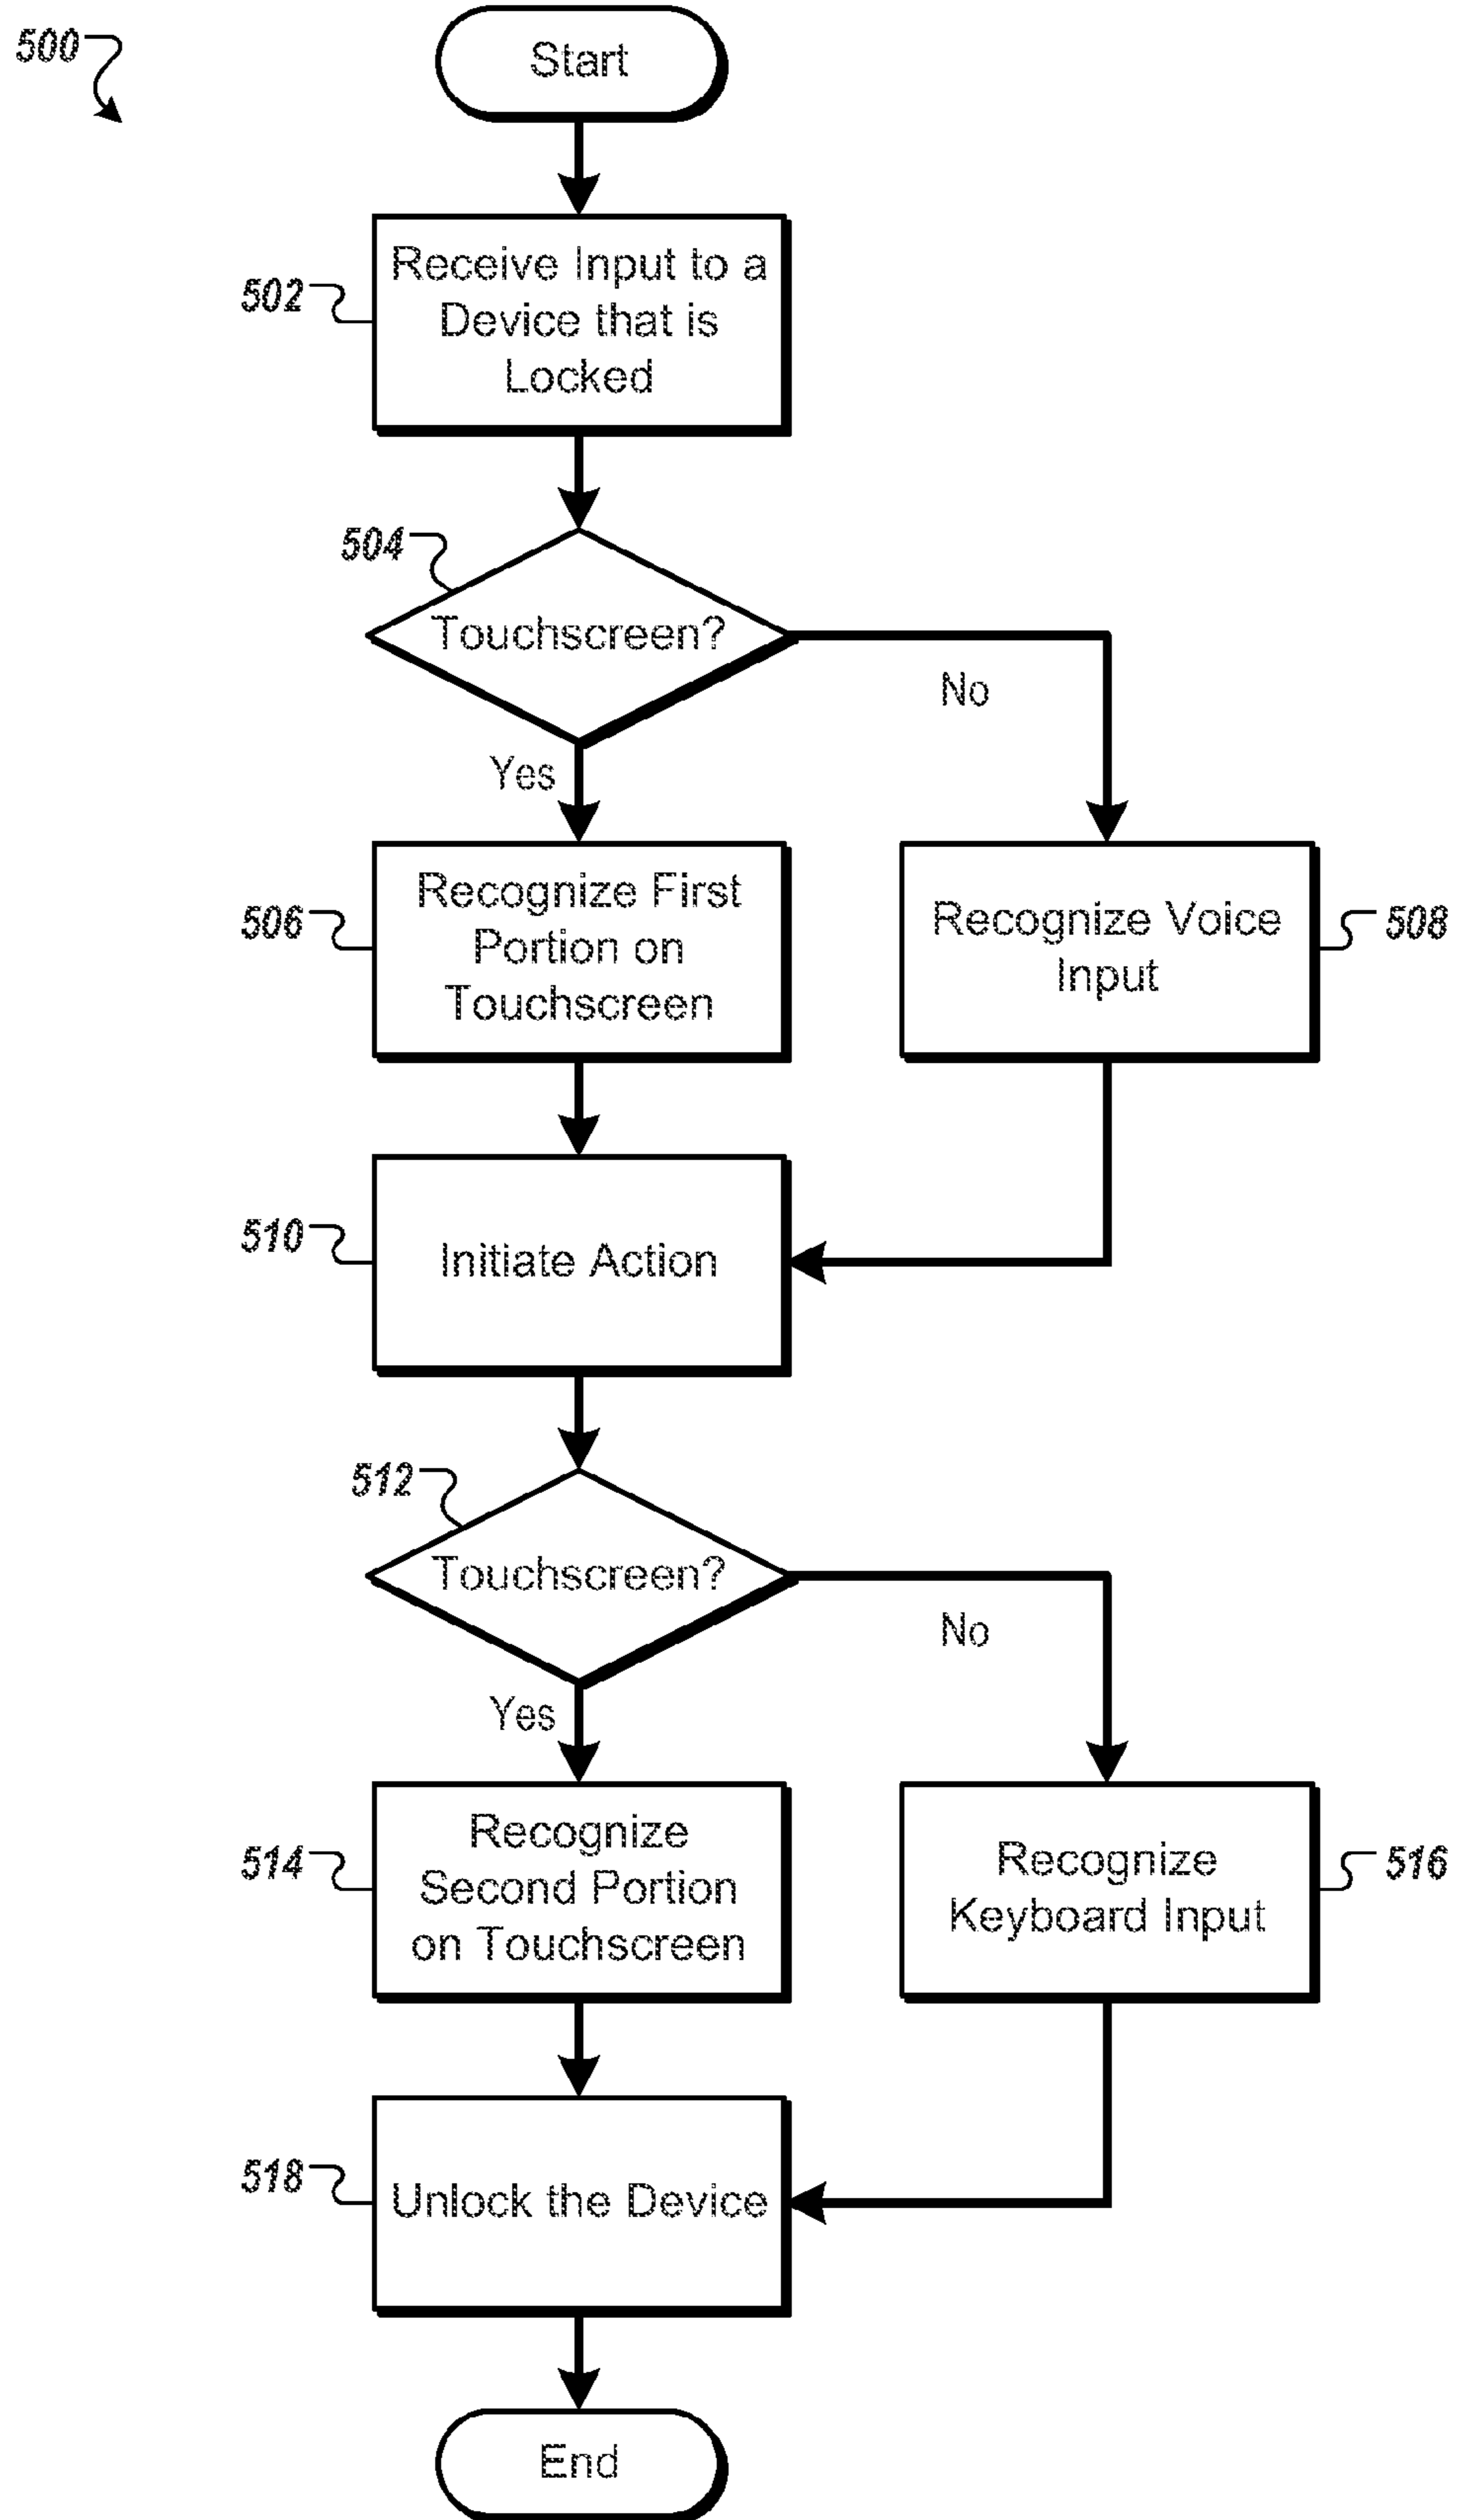 500
Start
502
Receive Input to a
Device that is
Locked
504
Touchscreen?
No
Yes
506
Recognize First
Portion on
Touchscreen
Recognize Voice
Input
508
510
Initiate Action
512
Touchscreen?
No
Yes
514
Recognize
Second Portion
on Touchscreen
Recognize
Keyboard Input
516
518
Unlock the Device
End